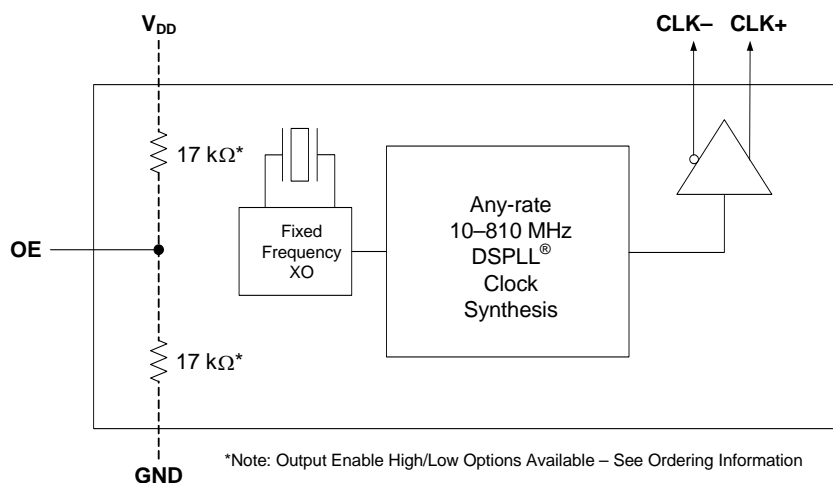 V_DD
CLK– CLK+
17 kΩ*
Fixed
Frequency
XO
Any-rate
10–810 MHz
DSPLL®
Clock
Synthesis
OE
17 kΩ*
GND
*Note: Output Enable High/Low Options Available – See Ordering Information